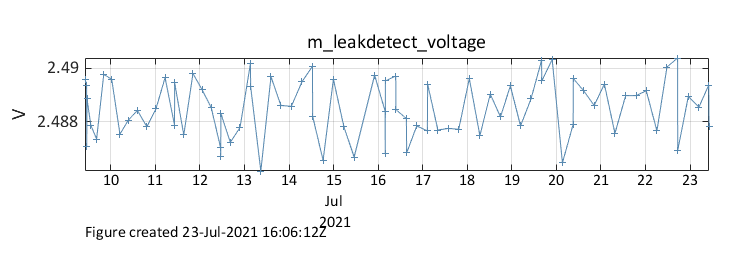 m_leakdetect_voltage
2.49
2.488
V
10 11 12 13 14 15 16 17 18 19 20 21 22 23
Jul
2021
Figure created 23-Jul-2021 16:06:12Z